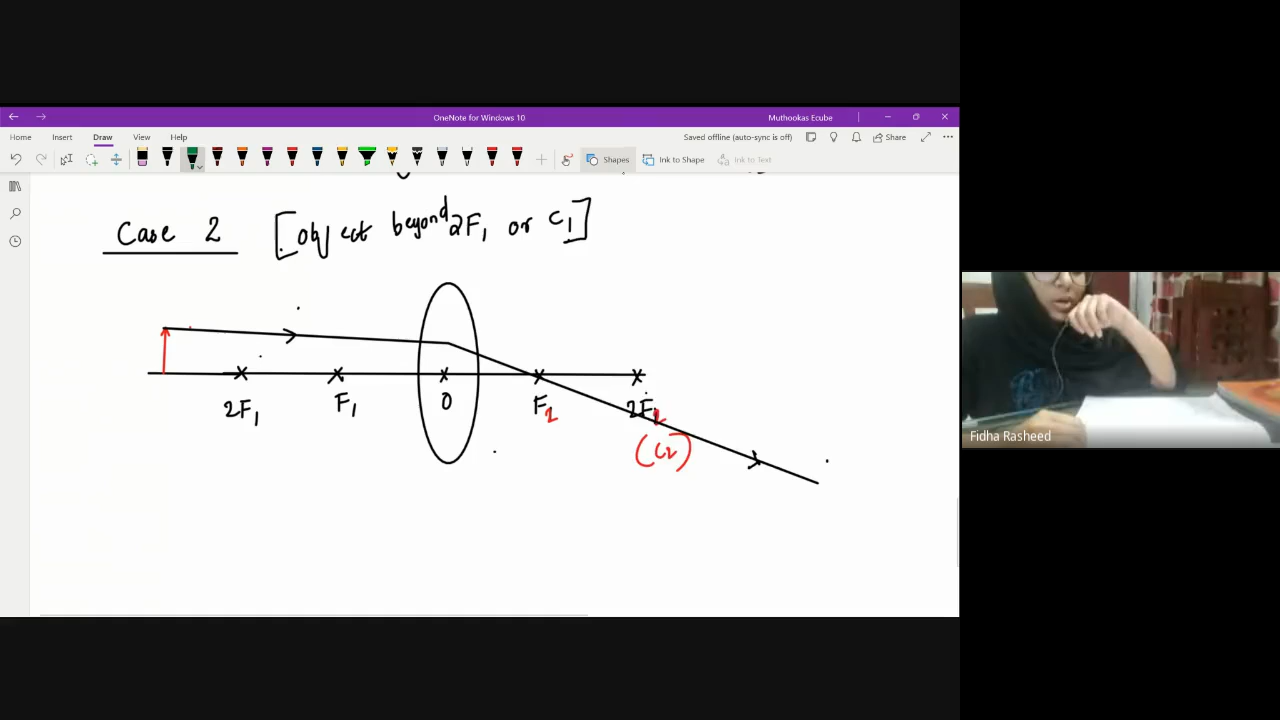 OneNote for Windows 10
Muthookas Ecube
Home Insert Draw View Help
Saved offline (auto-sync is off)
Share
Shapes
Ink to Shape
Ink to Text
Case 2 [object beyond 2F1 or C1]
2F1 F1 O F2 2F2
(C2)
Fidha Rasheed